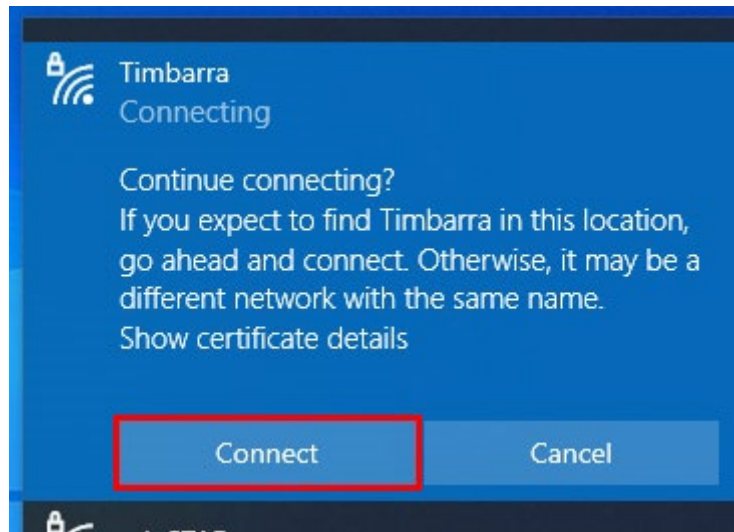 Timbarra
Connecting
Continue connecting?
If you expect to find Timbarra in this location,
go ahead and connect. Otherwise, it may be a
different network with the same name.
Show certificate details
Connect
Cancel